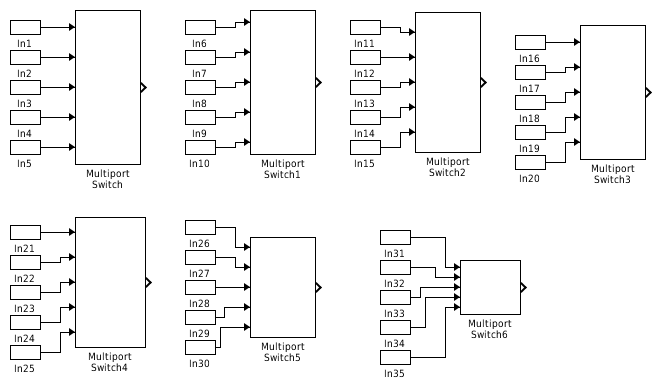 In1
In2
In3
In4
In5
Multiport
Switch
In6
In7
In8
In9
In10
Multiport
Switch1
In11
In12
In13
In14
In15
Multiport
Switch2
In16
In17
In18
In19
In20
Multiport
Switch3
In21
In22
In23
In24
In25
Multiport
Switch4
In26
In27
In28
In29
In30
Multiport
Switch5
In31
In32
In33
In34
In35
Multiport
Switch6